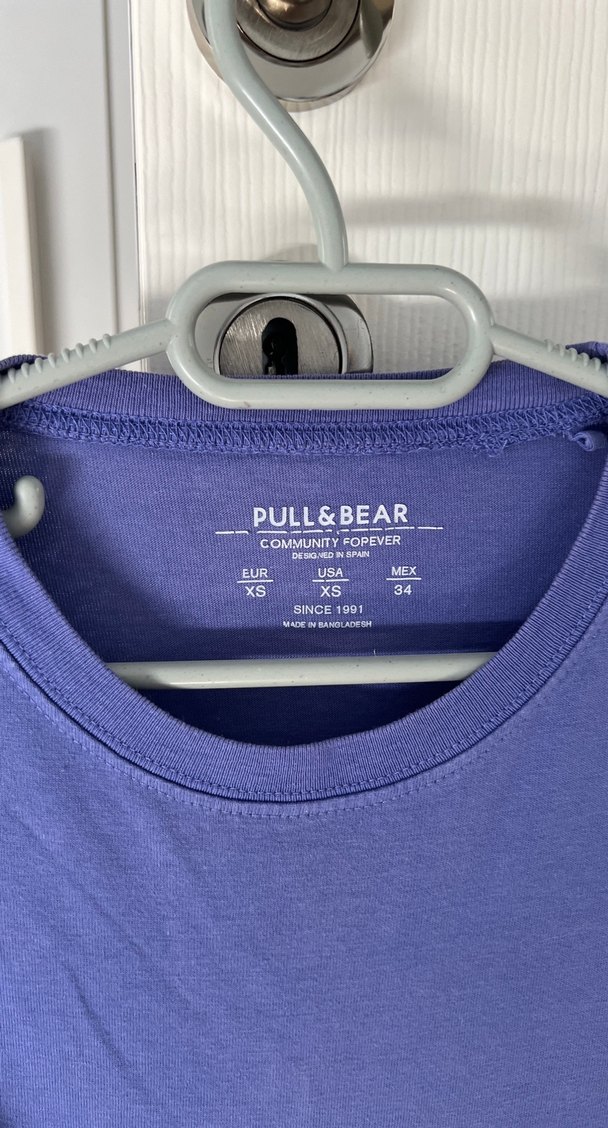 PULL&BEAR
COMMUNITY FOREVER
DESIGNED IN SPAIN
EUR USA MEX
XS XS 34
SINCE 1991
MADE IN BANGLADESH